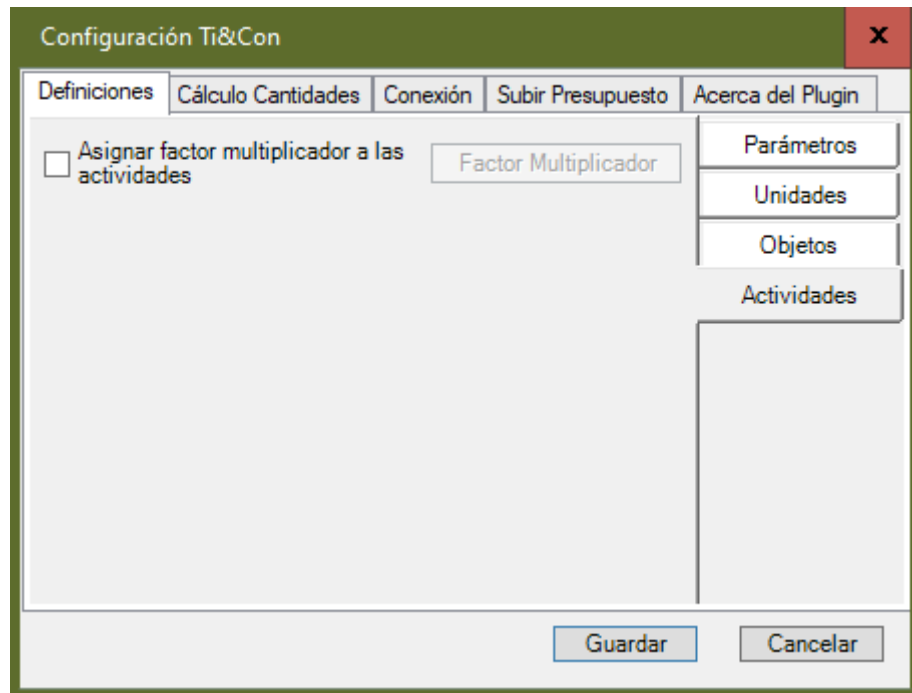 Configuración Ti&Con
x
Definiciones
Cálculo Cantidades
Conexión
Subir Presupuesto
Acerca del Plugin
Asignar factor multiplicador a las
actividades
Factor Multiplicador
Parámetros
Unidades
Objetos
Actividades
Guardar
Cancelar